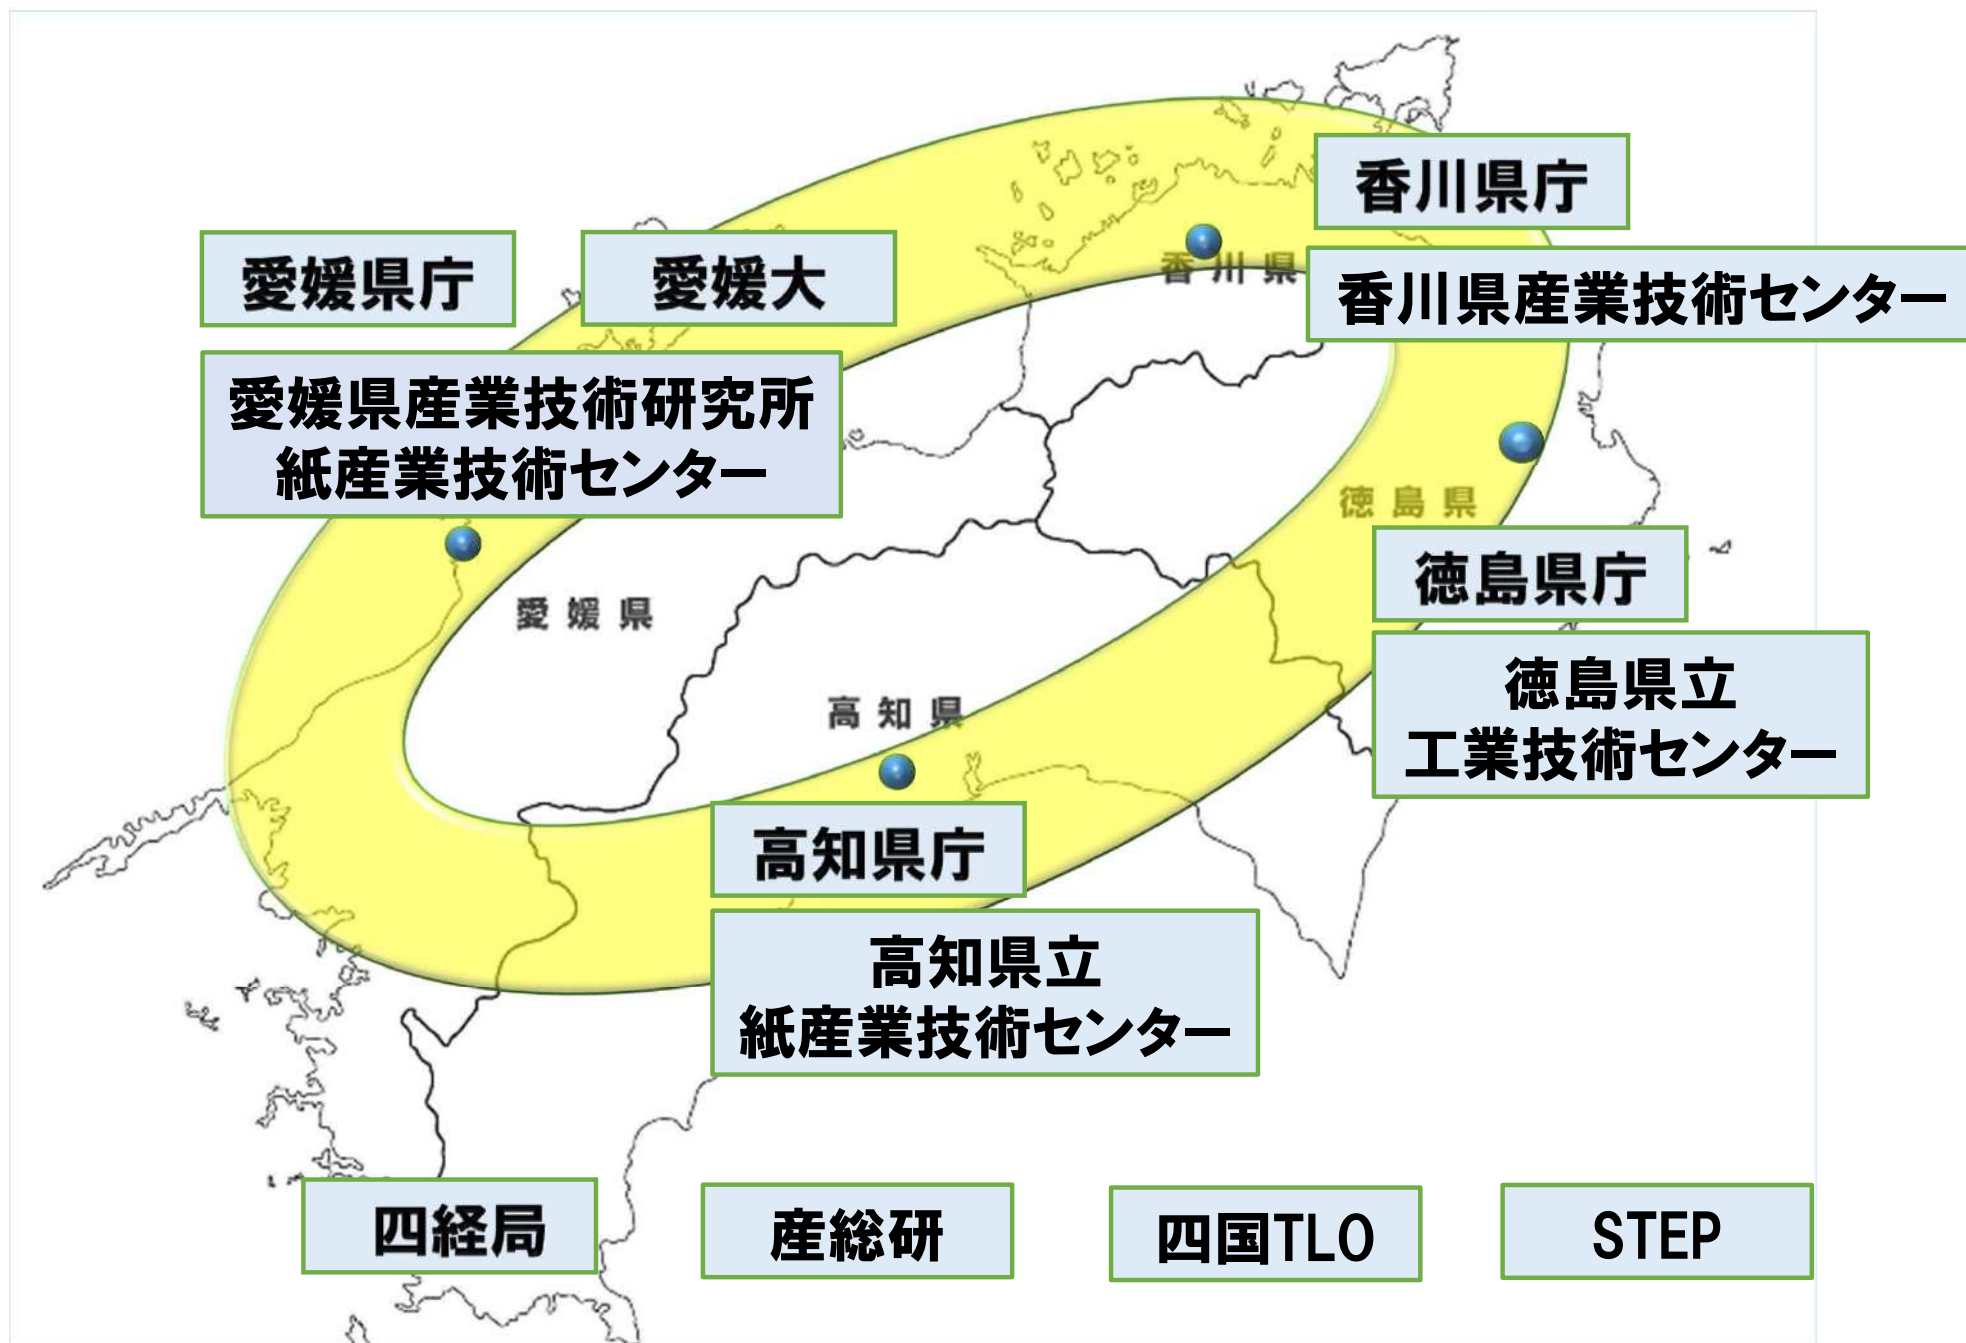 香川県庁
愛媛県庁
愛媛大
香川県
香川県産業技術センター
愛媛県産業技術研究所
紙産業技術センター
徳島県
徳島県庁
愛媛県
徳島県立
工業技術センター
高知県
高知県庁
高知県立
紙産業技術センター
四経局
産総研
四国TLO
STEP